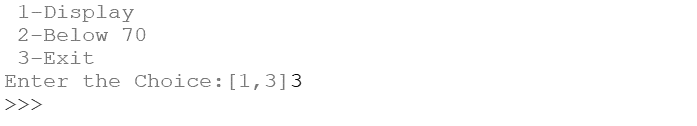 1-Display
2-Below 70
3-Exit
Enter the Choice:[1,3]3
>>>